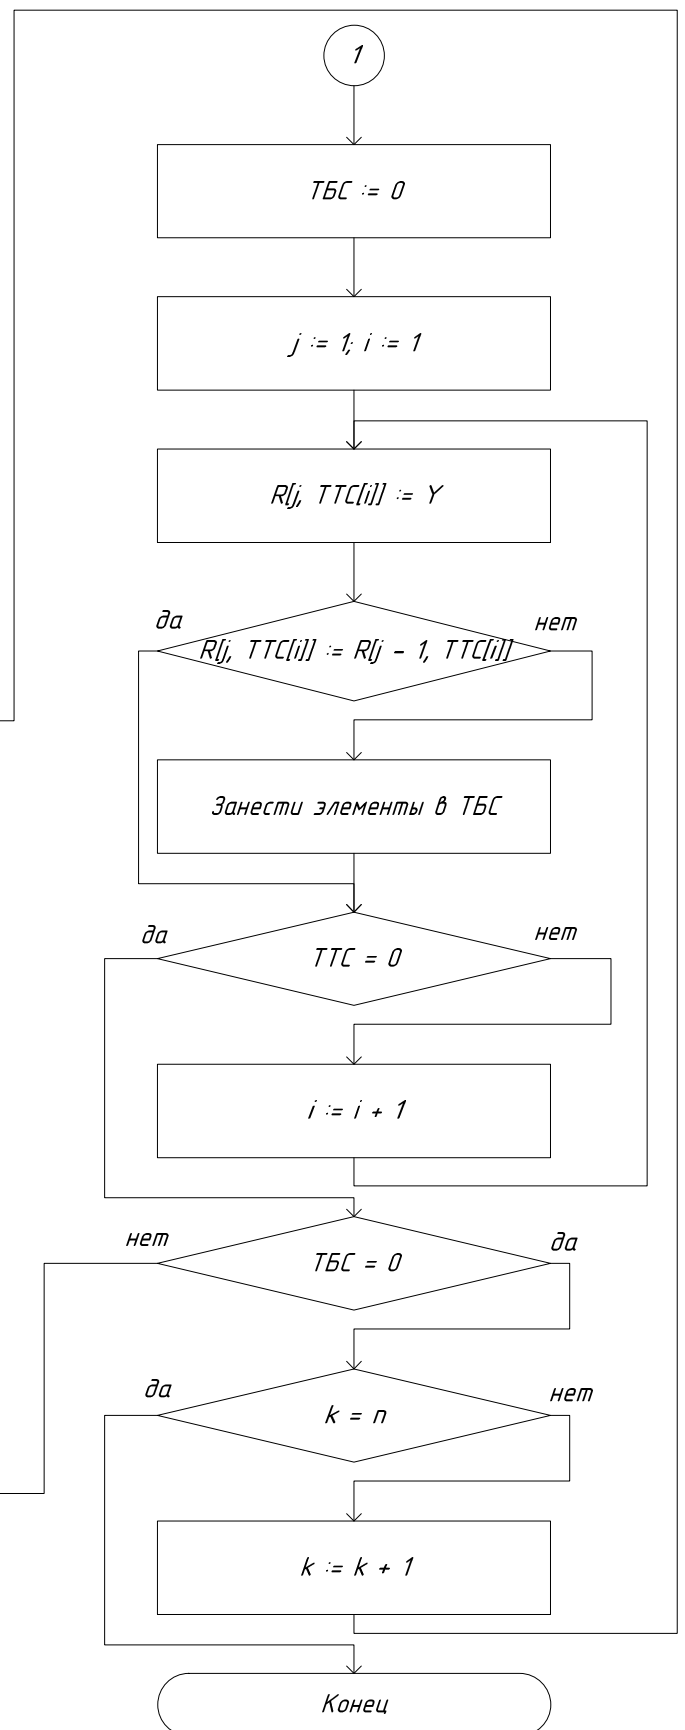 1
ТБС := 0
j := 1; i := 1
R[j, ТТС[i]] := Y
да
нет
R[j, ТТС[i]] := R[j - 1, ТТС[i]]
Занести элементы в ТБС
да
нет
ТТС = 0
i := i + 1
нет
да
ТБС = 0
да
нет
k = n
k := k + 1
Конец